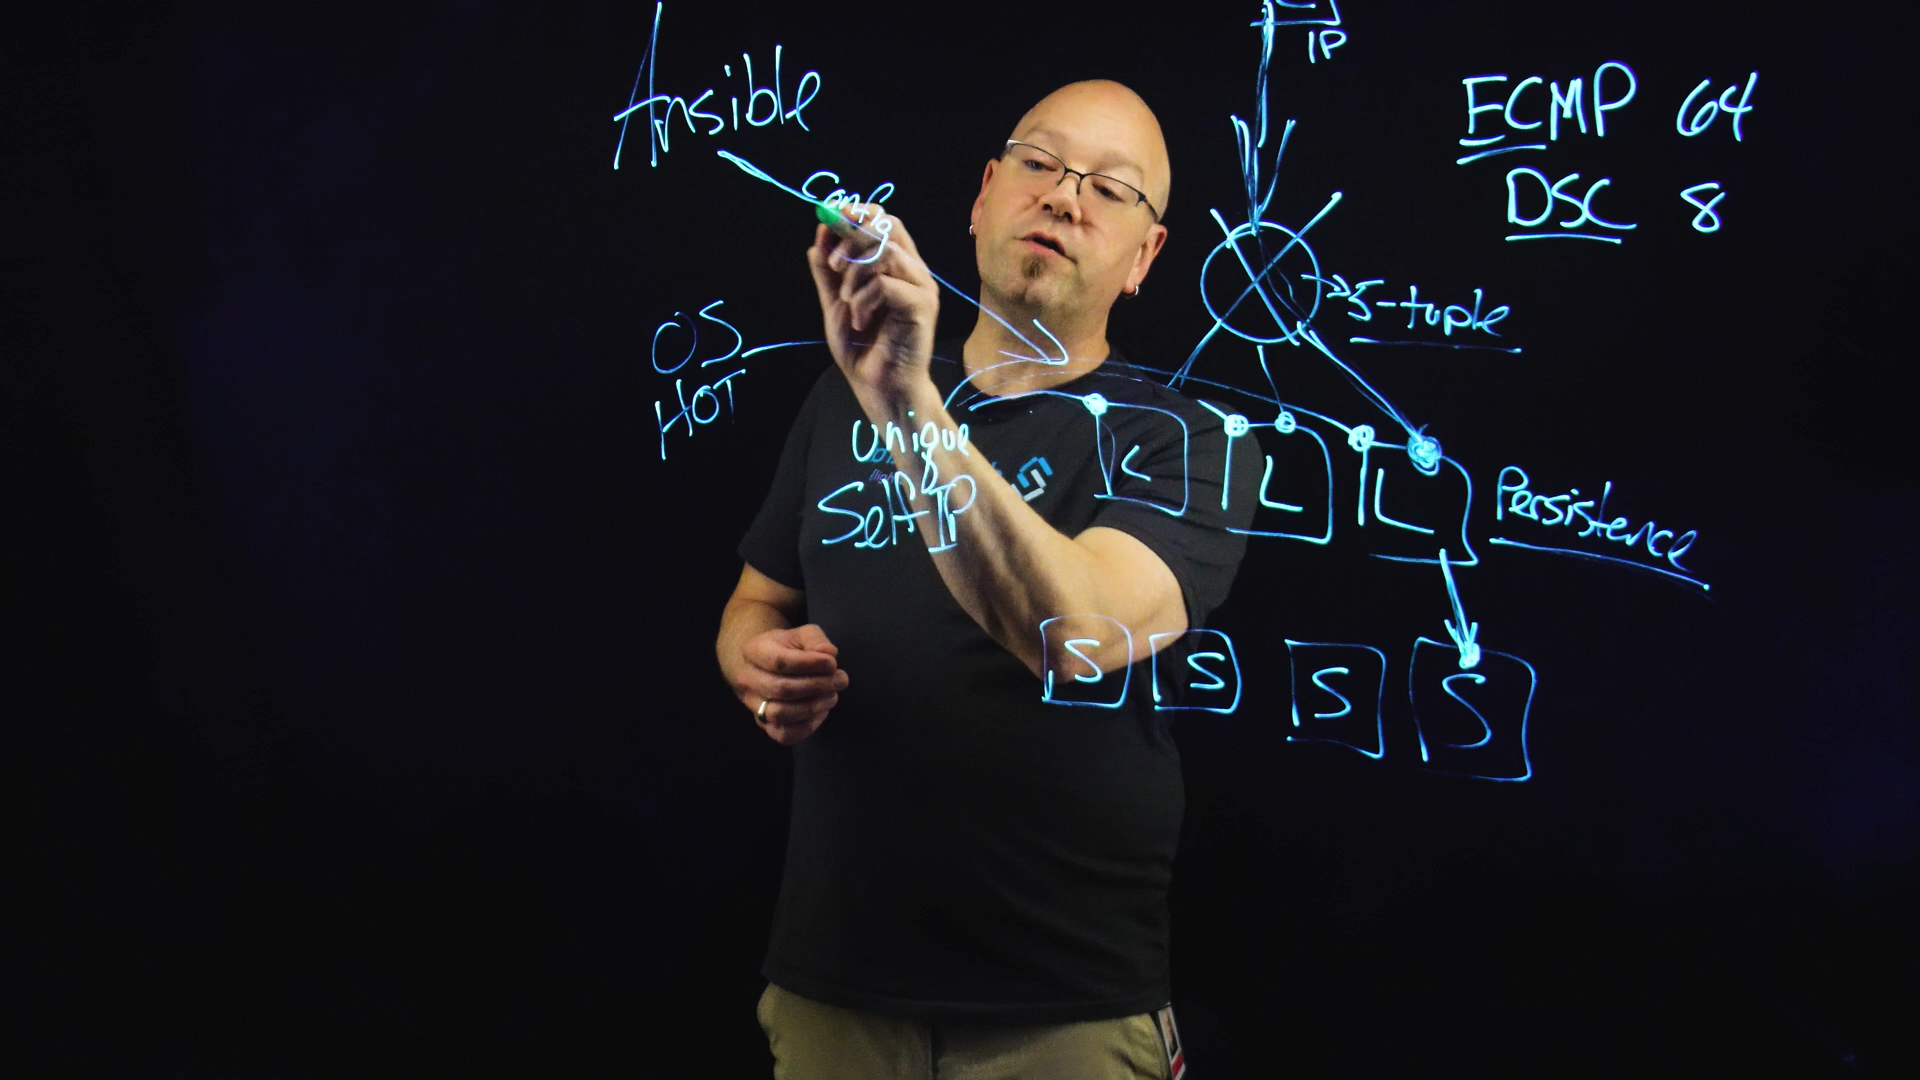 IP
Ansible
Config
ECMP 64
DSC 8
5-tuple
OS
HOT
Unique
Self IP
L
L
L
Persistence
S
S
S
S